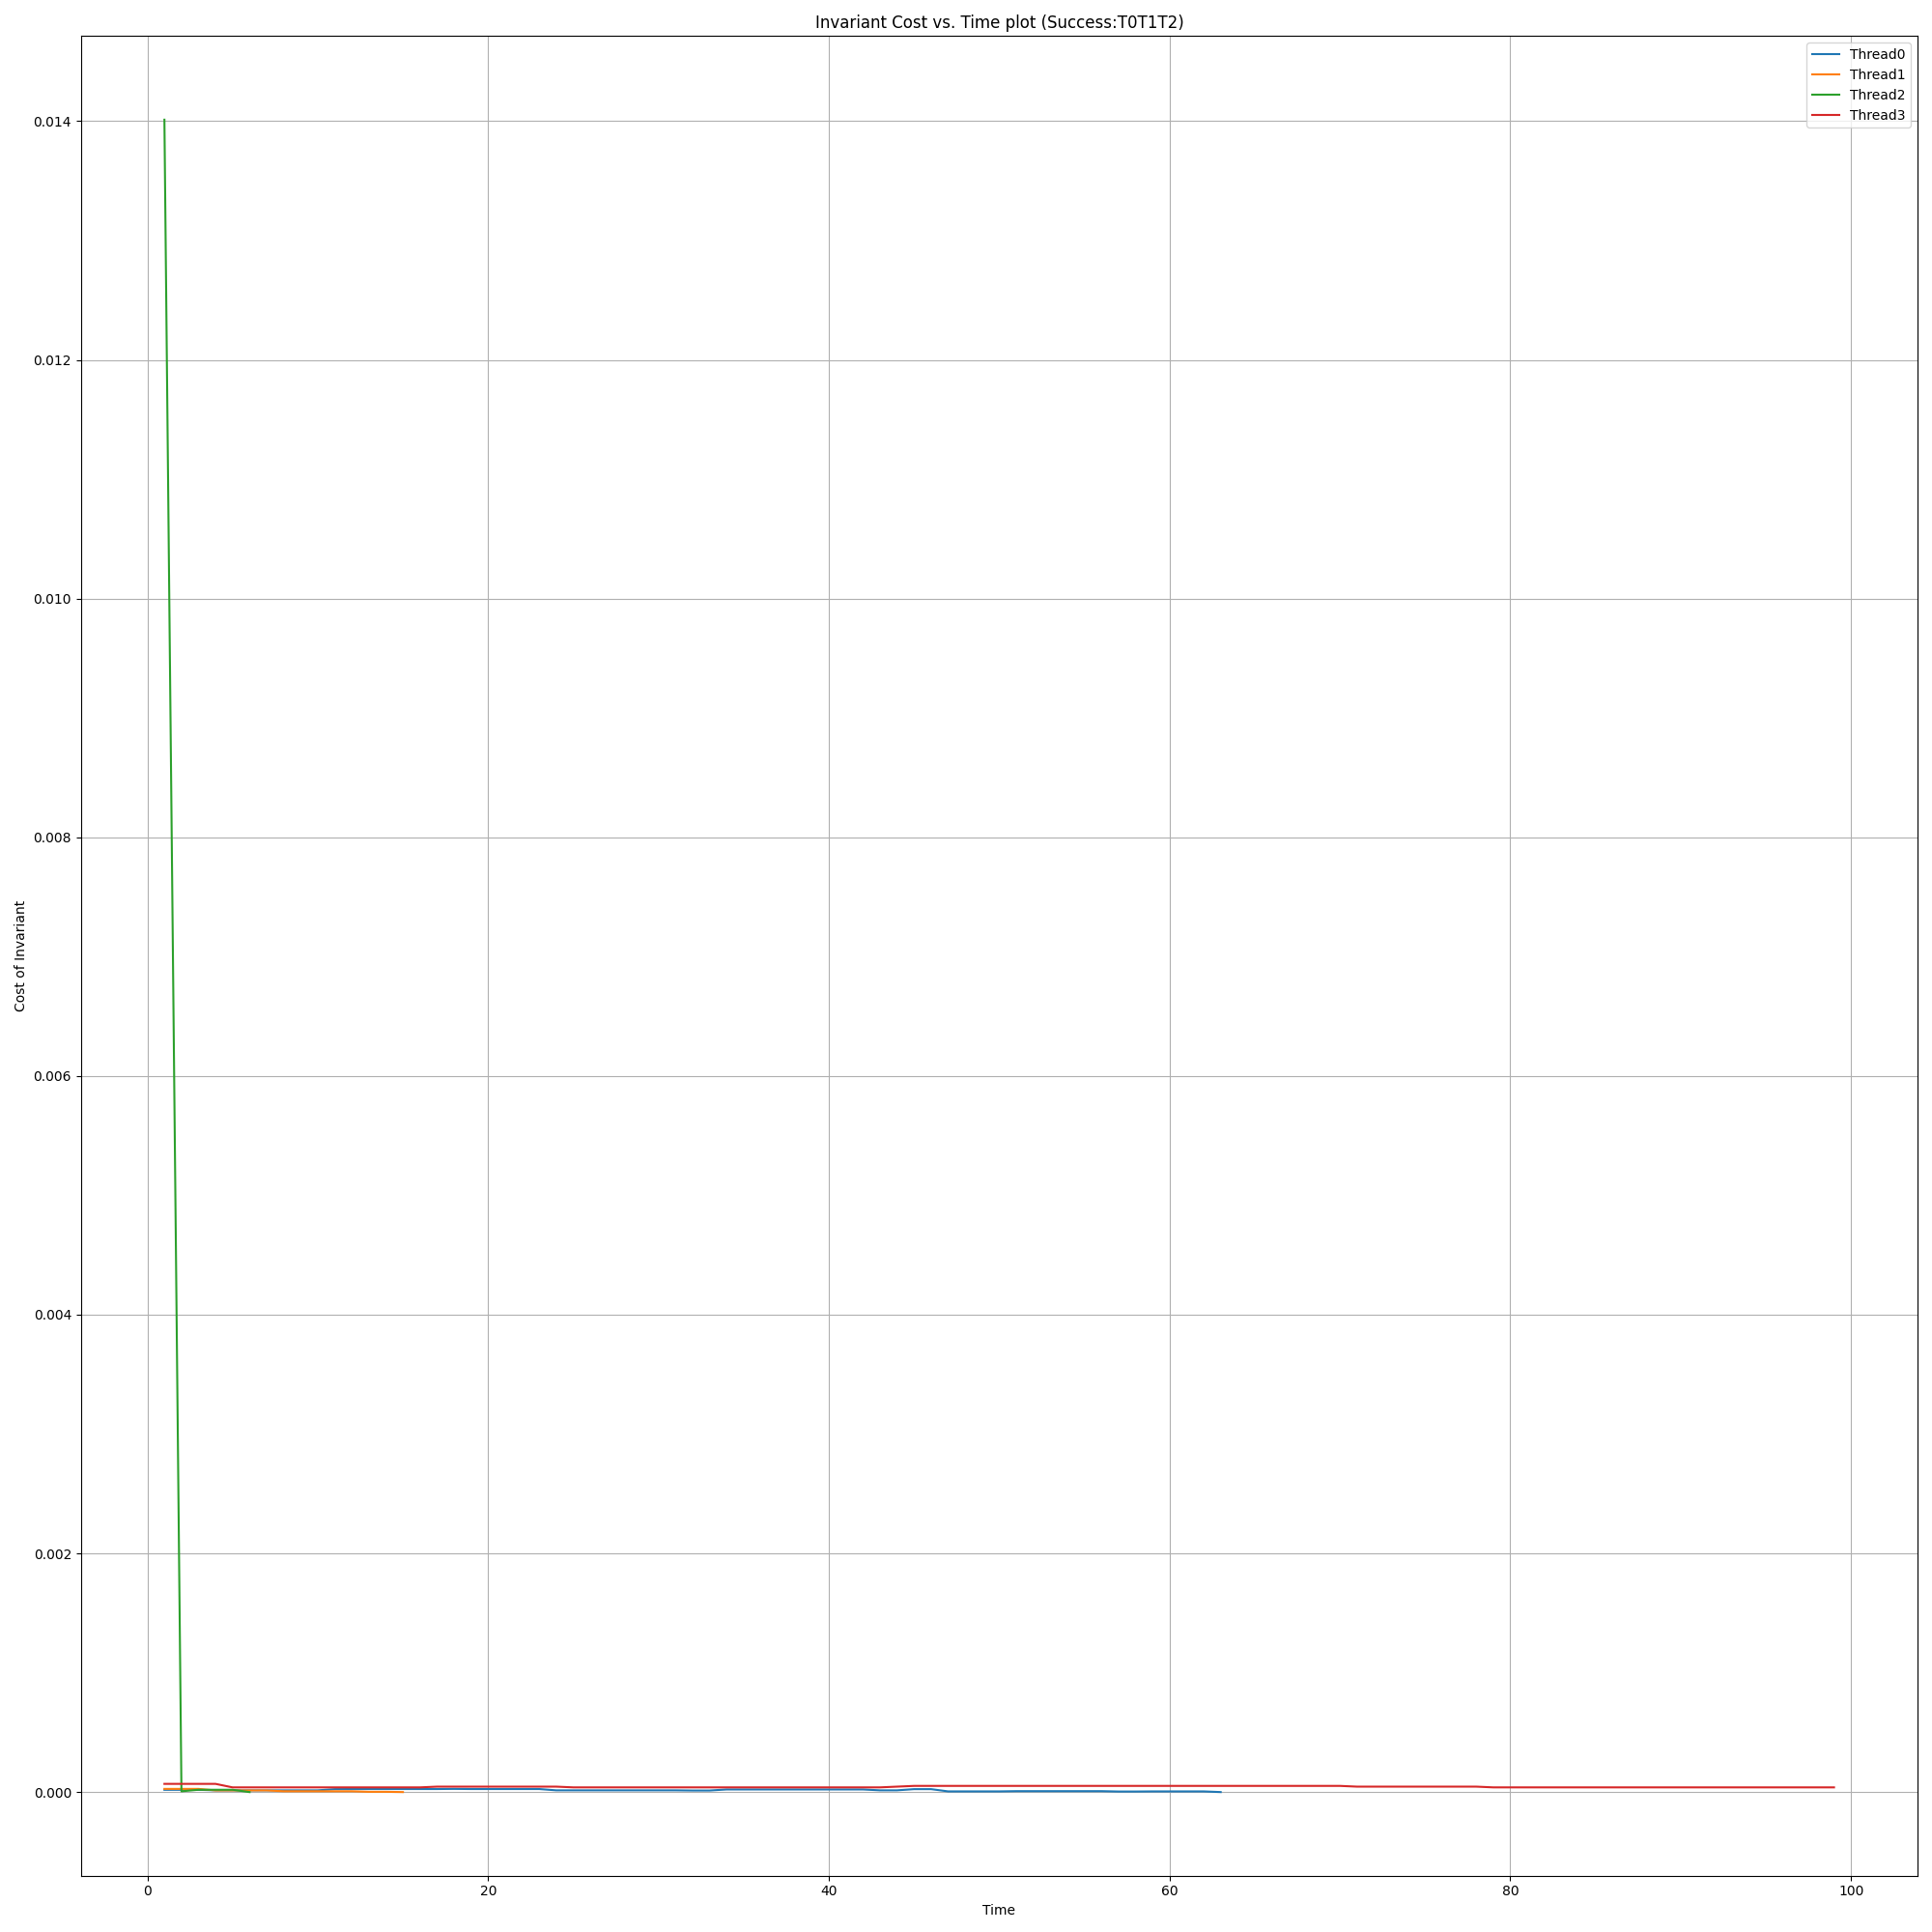 Invariant Cost vs. Time plot (Success:T0T1T2)
Thread0
Thread1
Thread2
Thread3
0.014
0.012
0.010
0.008
0.006
0.004
0.002
0.000
Cost of Invariant
0 20 40 60 80 100
Time